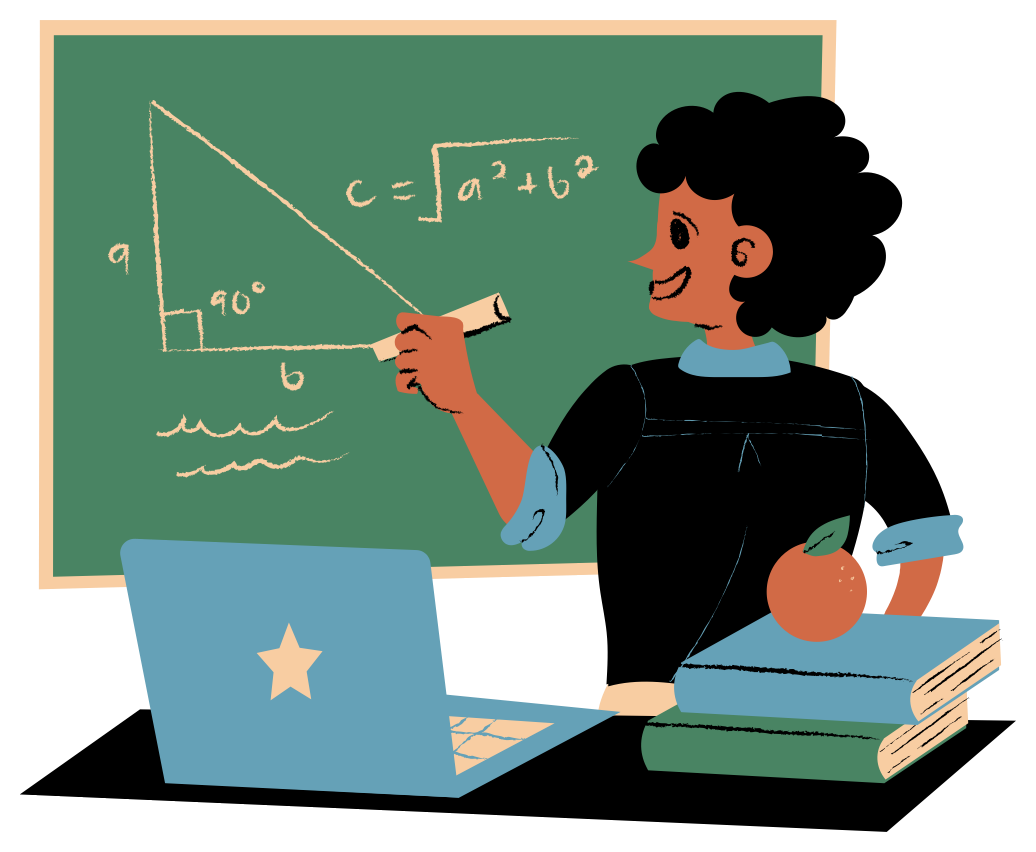 c = √a²+b²
a
90°
b